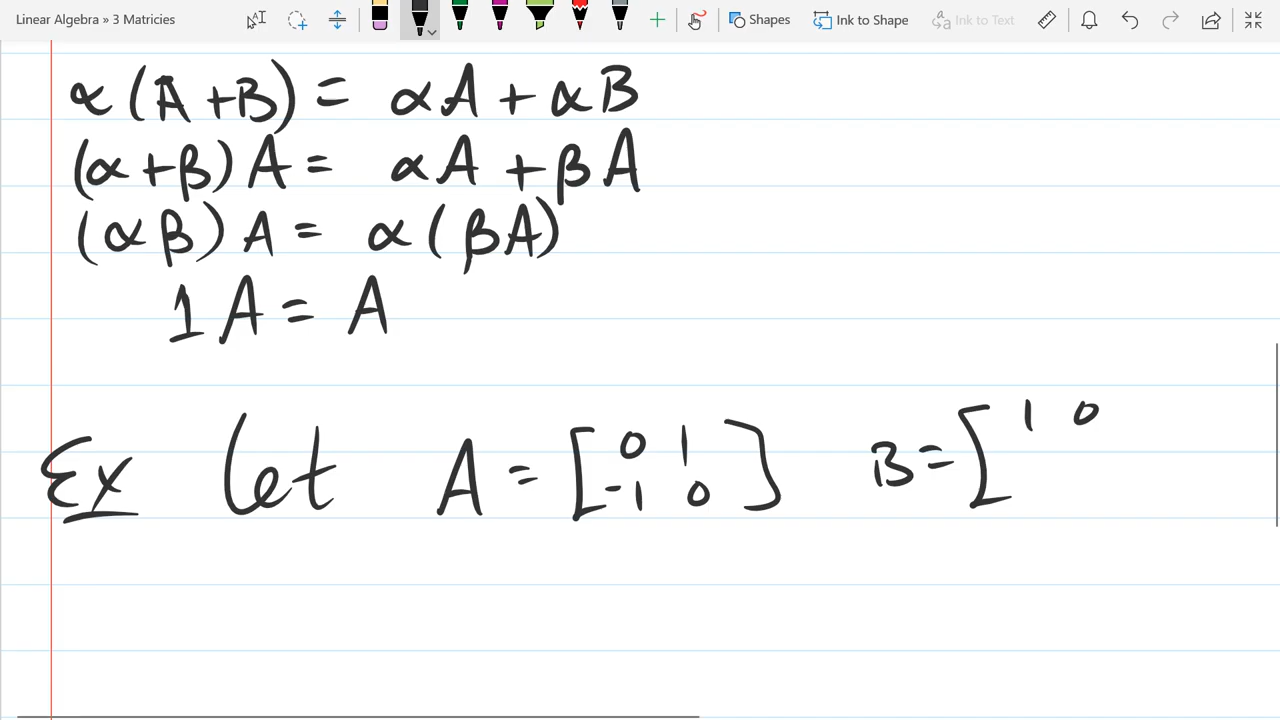 Linear Algebra » 3 Matricies
Shapes
Ink to Shape
Ink to Text
α(A+B) = αA + αB
(α+β)A = αA + βA
(αβ)A = α(βA)
1A = A
Ex let A = [ 0 1 B = [ 1 0
-1 0 ]